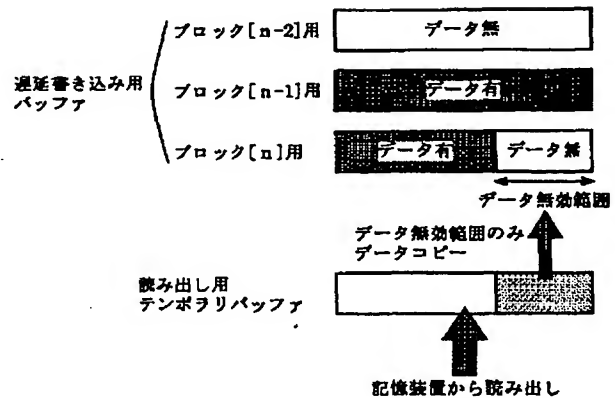 ブロック[n-2]用
データ無
遅延書き込み用
バッファ
ブロック[n-1]用
データ有
ブロック[n]用
データ有
データ無
データ無効範囲
データ無効範囲のみ
データコピー
読み出し用
テンポラリバッファ
記憶装置から読み出し